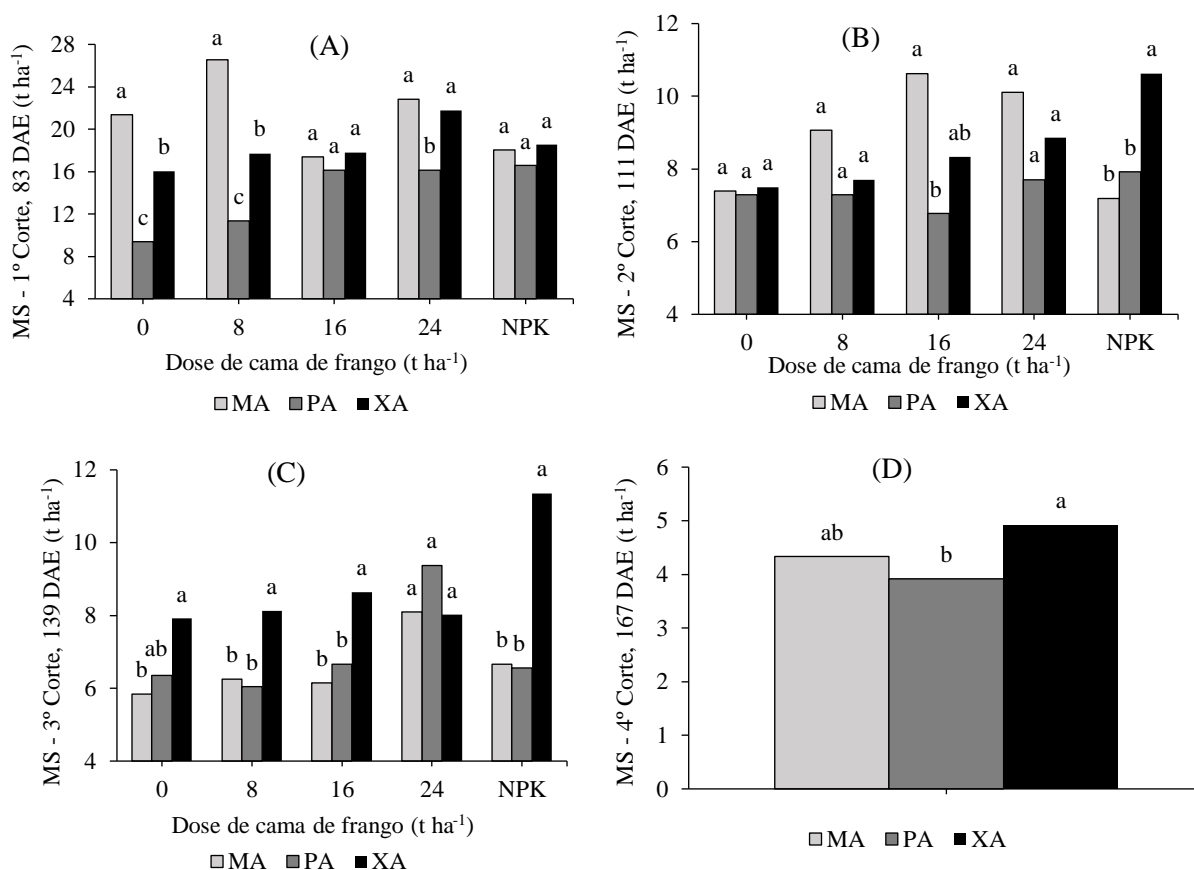 (A)
MS - 1º Corte, 83 DAE (t ha-1)
28
24
20
16
12
8
4
a c b
a c b
a a a
a b a
a a a
0 8 16 24 NPK
Dose de cama de frango (t ha-1)
MA PA XA
(B)
MS - 2º Corte, 111 DAE (t ha-1)
12
10
8
6
4
a a a
a a a
a b ab
a a a
b b a
0 8 16 24 NPK
Dose de cama de frango (t ha-1)
MA PA XA
(C)
MS - 3º Corte, 139 DAE (t ha-1)
12
10
8
6
4
b ab a
b b a
b b a
a a a
b b a
0 8 16 24 NPK
Dose de cama de frango (t ha-1)
MA PA XA
(D)
MS - 4º Corte, 167 DAE (t ha-1)
6
5
4
3
2
1
0
ab b a
MA PA XA